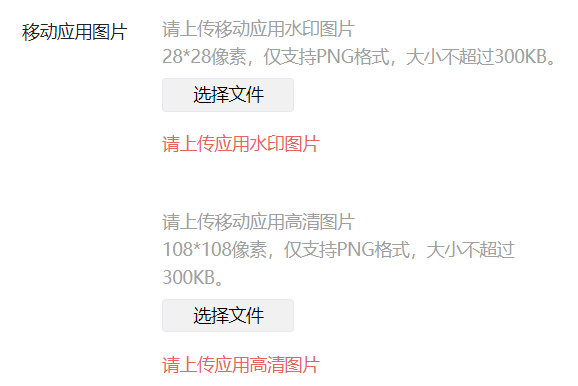 移动应用图片
请上传移动应用水印图片
28*28像素，仅支持PNG格式，大小不超过300KB。
选择文件
请上传应用水印图片
请上传移动应用高清图片
108*108像素，仅支持PNG格式，大小不超过
300KB。
选择文件
请上传应用高清图片